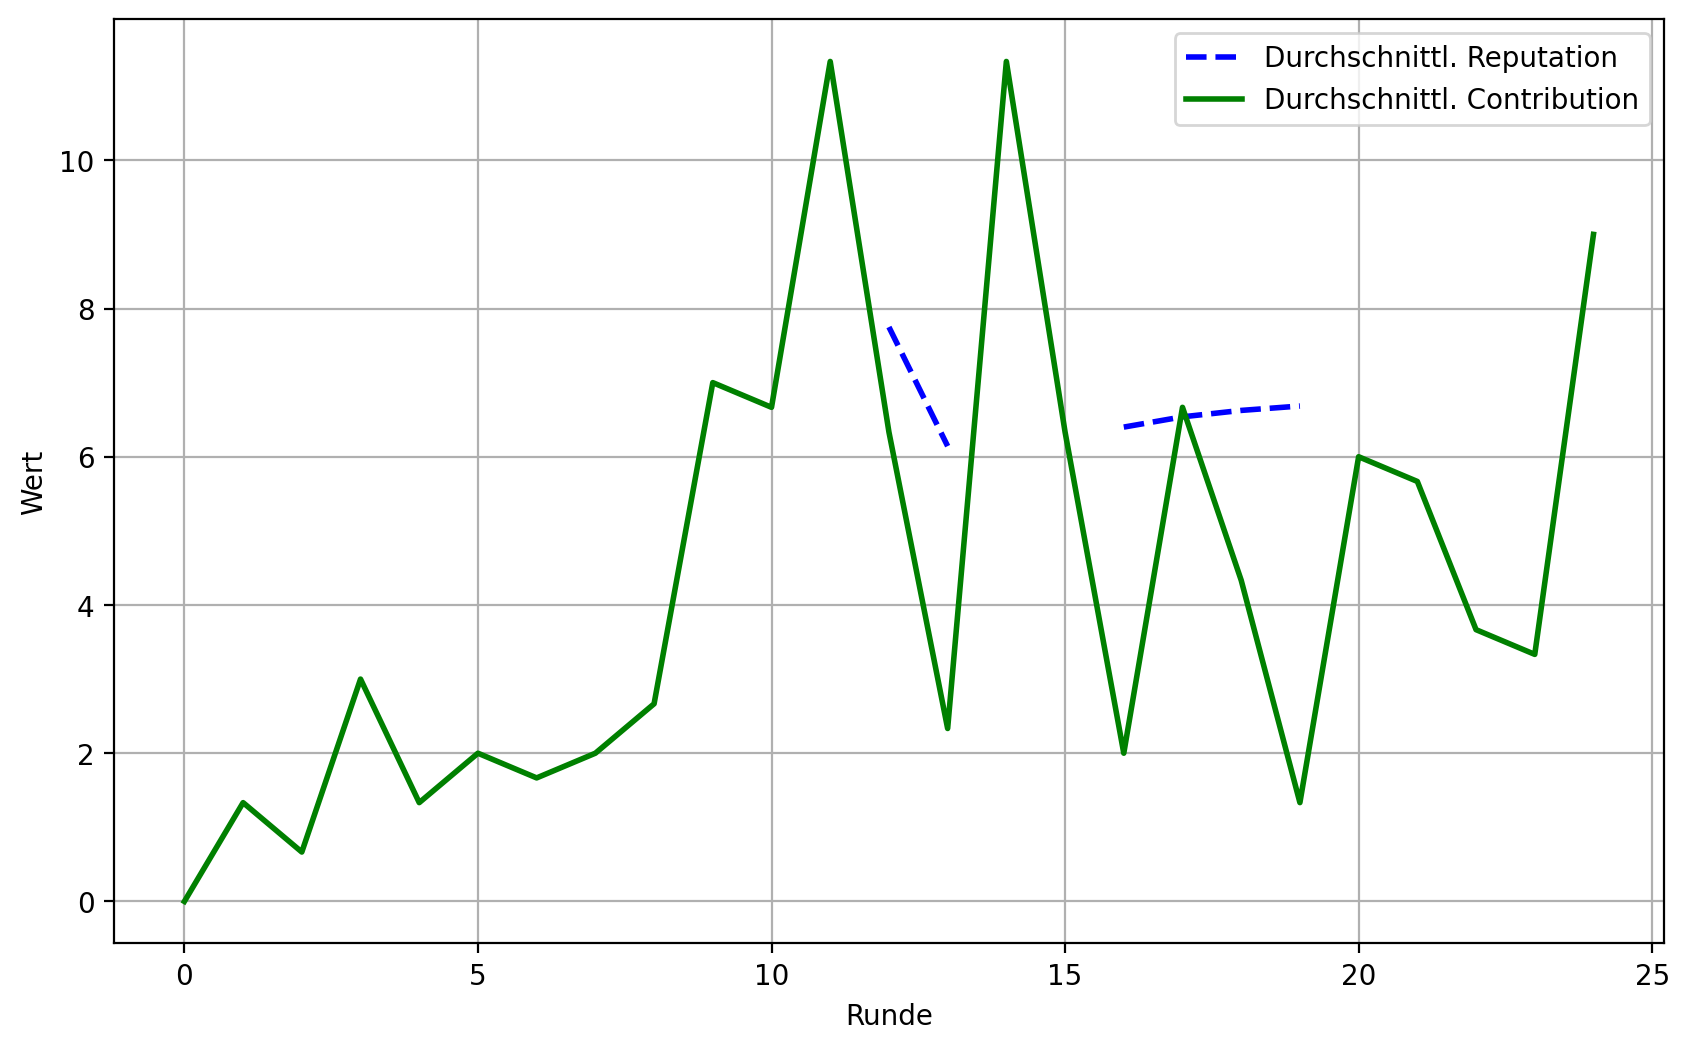 Durchschnittl. Reputation
Durchschnittl. Contribution
10
8
6
4
2
0
Wert
0 5 10 15 20 25
Runde